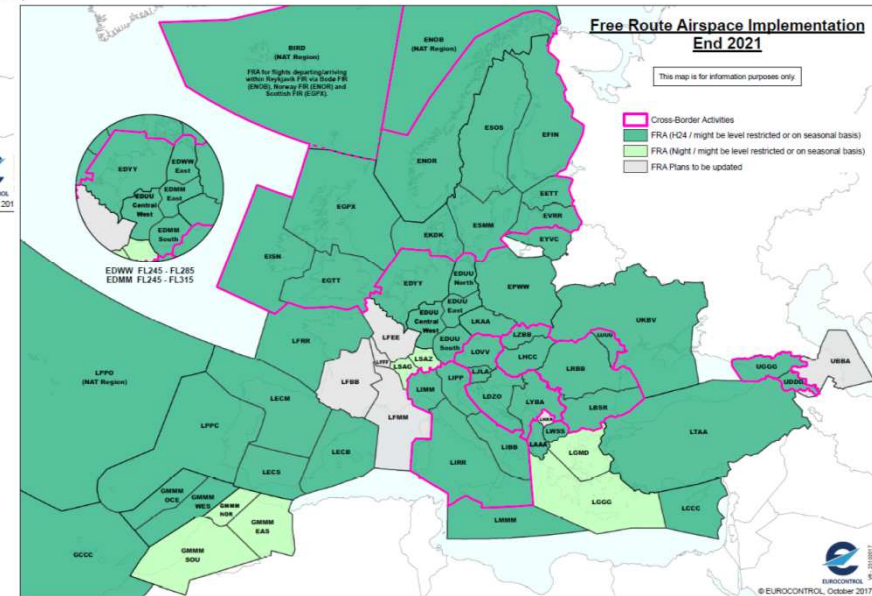 Free Route Airspace Implementation
End 2021
This map is for information purposes only.
Cross-Border Activities
FRA (H24 / might be level restricted or on seasonal basis)
FRA (Night / might be level restricted or on seasonal basis)
FRA Plans to be updated
BIRD
(NAT Region)
FRA for flights departing/arriving
within Reykjavik FIR via Bodø FIR
(ENOB), Norway FIR (ENOR) and
Scottish FIR (EGPX).
ENOB
(NAT Region)
ESOS
EFIN
ENOR
EDYY
EDWW
East
EDMM
East
EDUU
Central
West
EDMM
South
EDWW FL245 - FL285
EDMM FL245 - FL315
EGPX
EETT
EVRR
EYVC
EKDK
ESMM
EISN
EGTT
EDYY
EDUU
North
EPWW
EDUU
East
EDUU
Central
West
LKAA
UKBV
LFRR
LFEE
EDUU
South
LZBB
LOVV
LHCC
LSAZ
LSAG
LFBB
LIMM
LIPP
LJLA
LRBB
UGGG
UBBA
UDDD
LPPO
(NAT Region)
LECM
LFMM
LDZO
LYBA
LBSR
LPPC
LECB
LWSS
LAAA
LTAA
LIBB
LIRR
LGMD
LECS
GMMM
OCE
GMMM
WES
GMMM
NOR
GMMM
EAS
GMMM
SOU
GCCC
LMMM
LGGG
LCCC
EUROCONTROL
© EUROCONTROL, October 2017